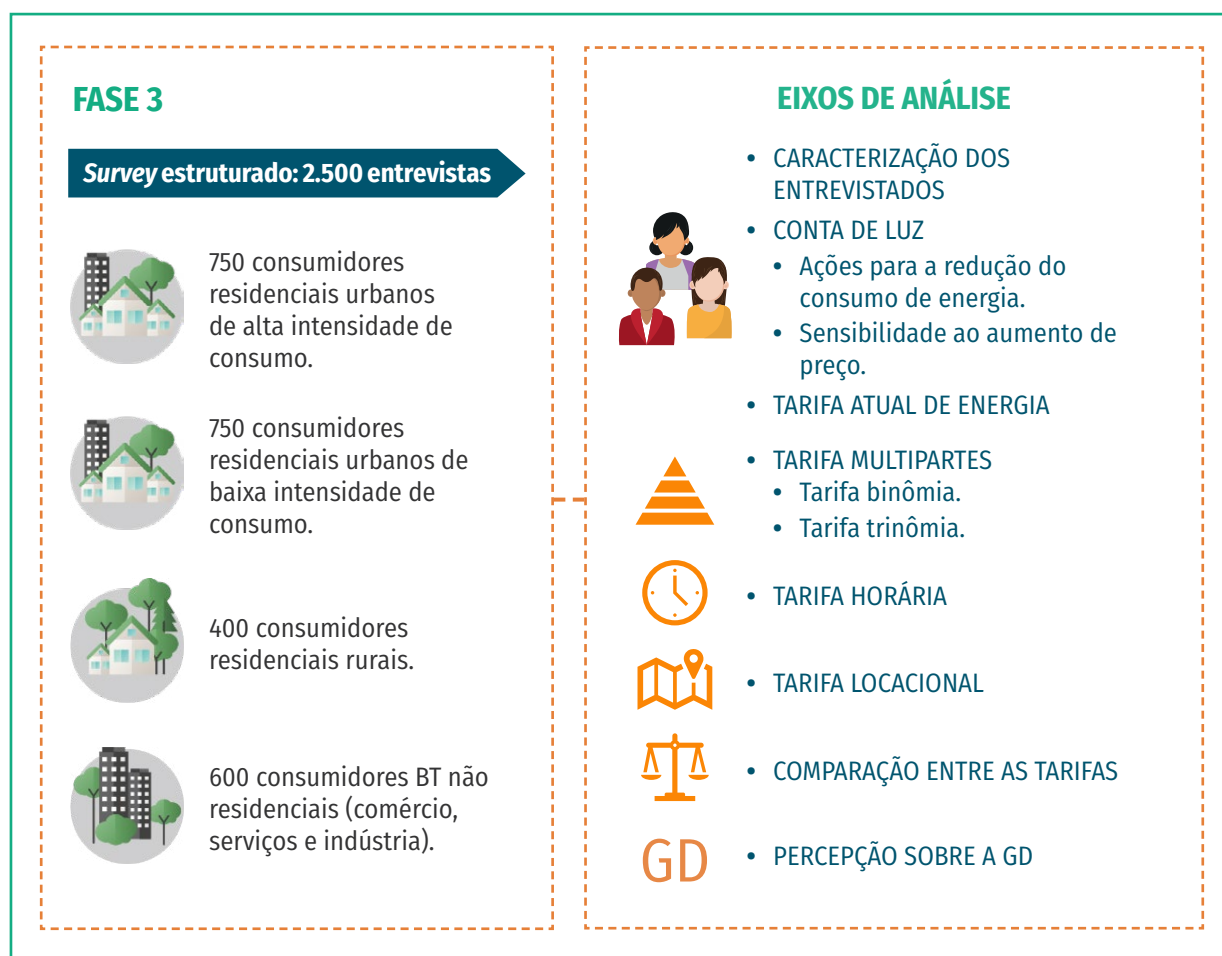 FASE 3
Survey estruturado: 2.500 entrevistas
750 consumidores
residenciais urbanos
de alta intensidade de
consumo.
750 consumidores
residenciais urbanos de
baixa intensidade de
consumo.
400 consumidores
residenciais rurais.
600 consumidores BT não
residenciais (comércio,
serviços e indústria).
EIXOS DE ANÁLISE
• CARACTERIZAÇÃO DOS
ENTREVISTADOS
• CONTA DE LUZ
• Ações para a redução do
consumo de energia.
• Sensibilidade ao aumento de
preço.
• TARIFA ATUAL DE ENERGIA
• TARIFA MULTIPARTES
• Tarifa binômia.
• Tarifa trinômia.
• TARIFA HORÁRIA
• TARIFA LOCACIONAL
• COMPARAÇÃO ENTRE AS TARIFAS
GD
• PERCEPÇÃO SOBRE A GD